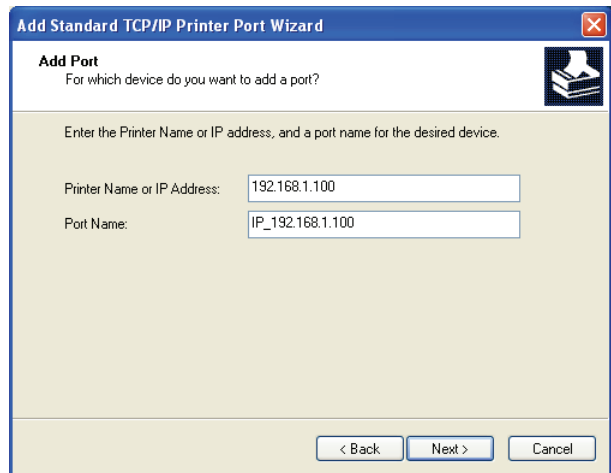 Add Standard TCP/IP Printer Port Wizard
Add Port
For which device do you want to add a port?
Enter the Printer Name or IP address, and a port name for the desired device.
Printer Name or IP Address: 192.168.1.100
Port Name: IP_192.168.1.100
< Back Next > Cancel